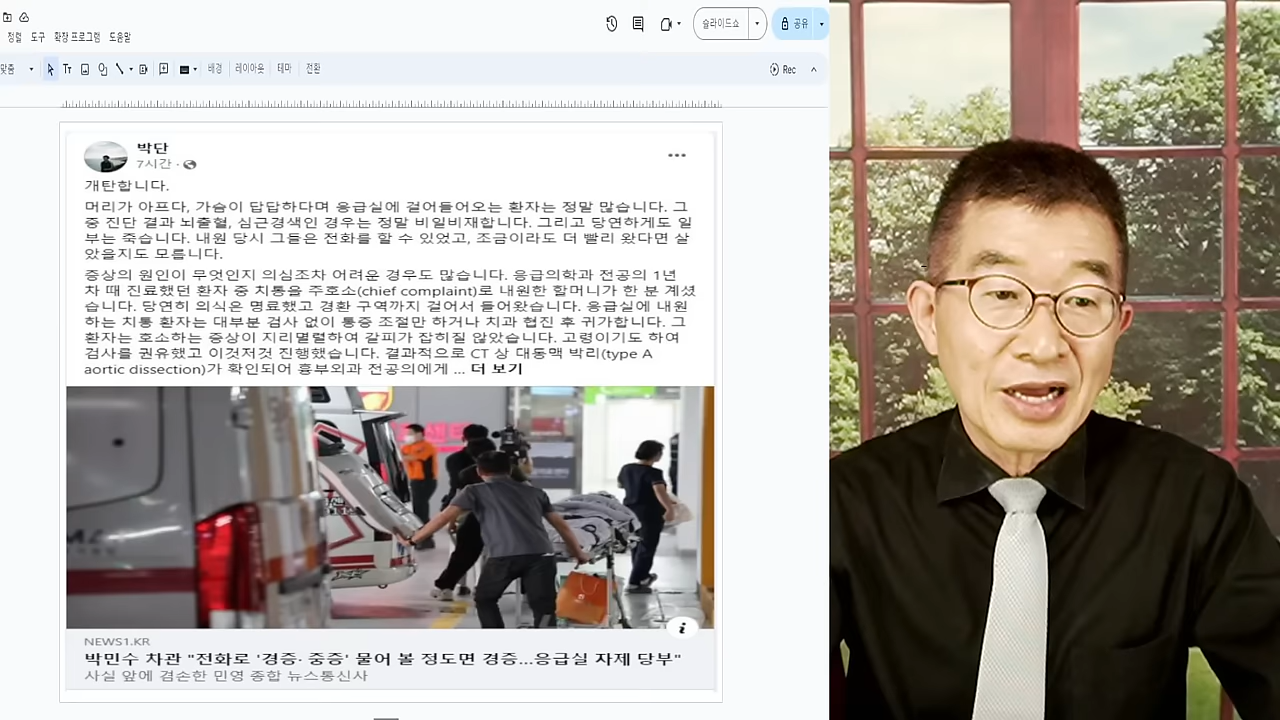 정렬 도구 확장 프로그램 도움말
슬라이드쇼
공유
맞춤
Tт
배경 레이아웃 테마 전환
Rec
박단
7시간
개탄합니다.
머리가 아프다, 가슴이 답답하다며 응급실에 걸어들어오는 환자는 정말 많습니다. 그
중 진단 결과 뇌출혈, 심근경색인 경우는 정말 비일비재합니다. 그리고 당연하게도 일
부는 죽습니다. 내원 당시 그들은 전화를 할 수 있었고, 조금이라도 더 빨리 왔다면 살
았을지도 모릅니다.
증상의 원인이 무엇인지 의심조차 어려운 경우도 많습니다. 응급의학과 전공의 1년
차 때 진료했던 환자 중 치통을 주호소(chief complaint)로 내원한 할머니가 한 분 계셨
습니다. 당연히 의식은 명료했고 경환 구역까지 걸어서 들어왔습니다. 응급실에 내원
하는 치통 환자는 대부분 검사 없이 통증 조절만 하거나 치과 협진 후 귀가합니다. 그
환자는 호소하는 증상이 지리멸렬하여 갈피가 잡히질 않았습니다. 고령이기도 하여
검사를 권유했고 이것저것 진행했습니다. 결과적으로 CT 상 대동맥 박리(type A
aortic dissection)가 확인되어 흉부외과 전공의에게 ... 더 보기
NEWS1.KR
박민수 차관 "전화로 '경증· 중증' 물어 볼 정도면 경증...응급실 자제 당부"
사실 앞에 겸손한 민영 종합 뉴스통신사